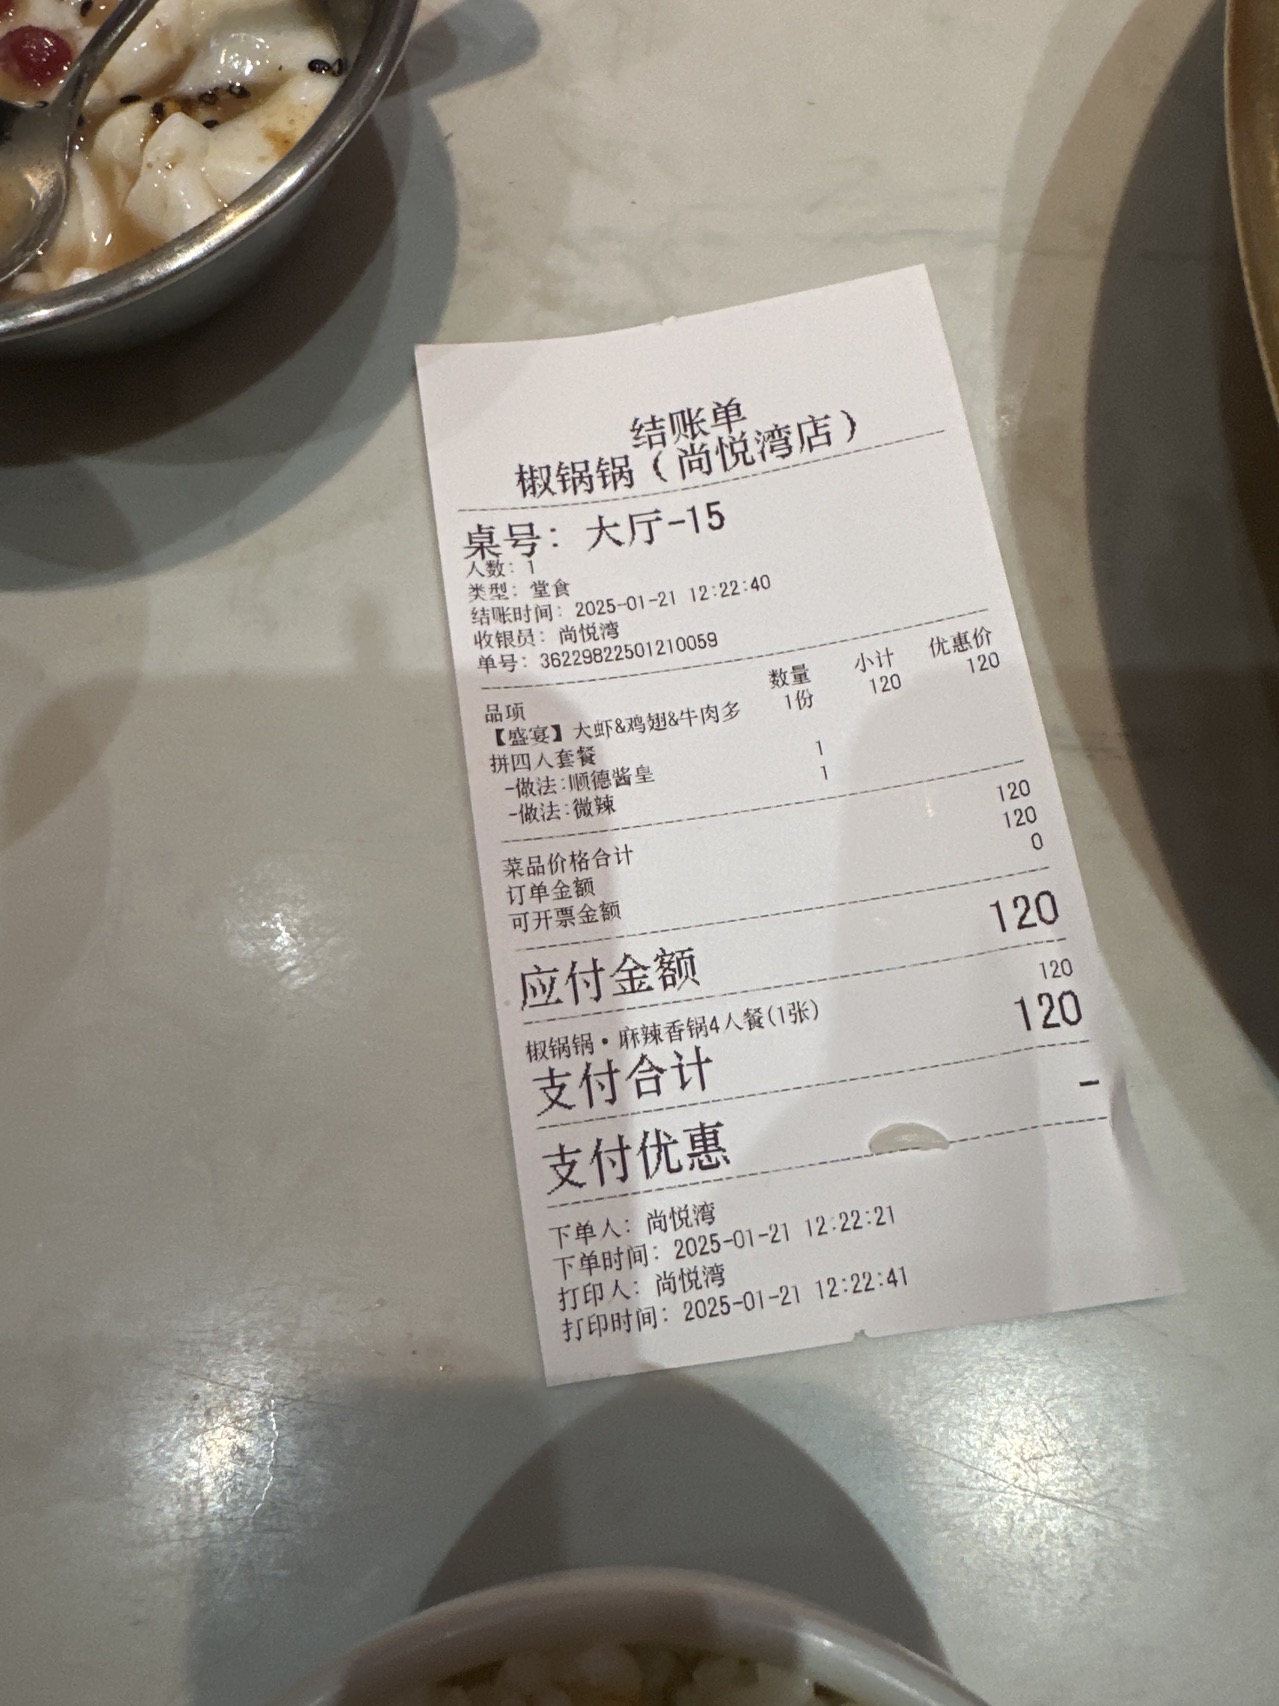 结账单
椒锅锅（尚悦湾店）
桌号: 大厅-15
人数: 1
类型: 堂食
结账时间: 2025-01-21 12:22:40
收银员: 尚悦湾
单号: 36229822501210059
品项 数量 小计 优惠价
【盛宴】大虾&鸡翅&牛肉多 1份 120 120
拼四人套餐
-做法:顺德酱皇 1
-做法:微辣 1
菜品价格合计 120
订单金额 120
可开票金额 0
应付金额 120
椒锅锅•麻辣香锅4人餐(1张) 120
支付合计 120
支付优惠 -
下单人: 尚悦湾
下单时间: 2025-01-21 12:22:21
打印人: 尚悦湾
打印时间: 2025-01-21 12:22:41